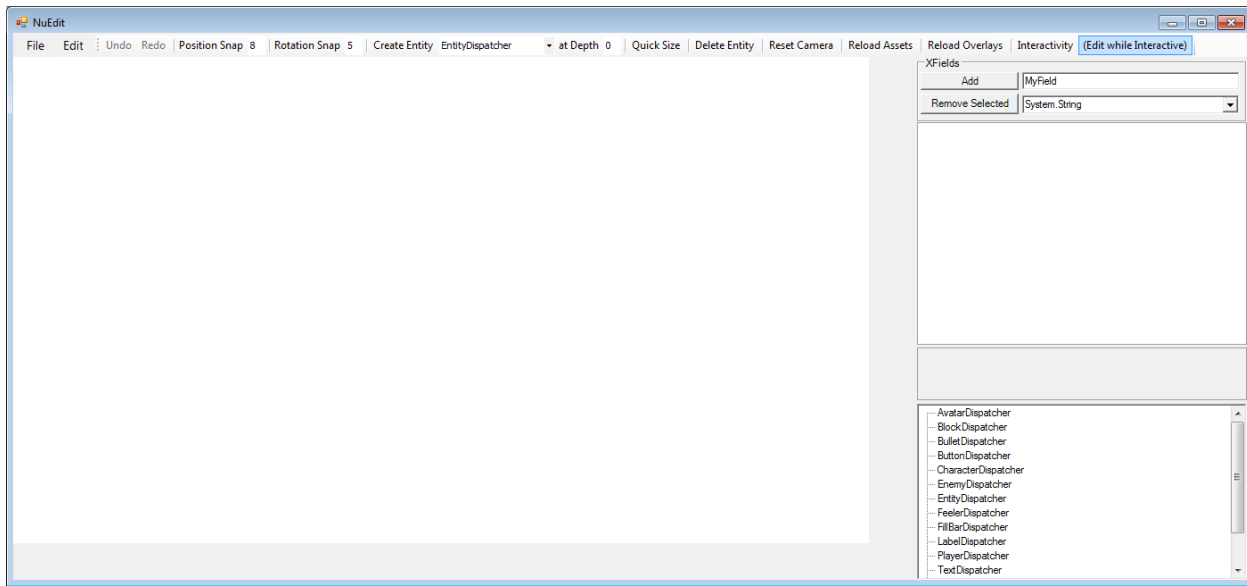 NuEdit
File Edit Undo Redo Position Snap 8 Rotation Snap 5 Create Entity EntityDispatcher at Depth 0 Quick Size Delete Entity Reset Camera Reload Assets Reload Overlays Interactivity (Edit while Interactive)
XFields
Add MyField
Remove Selected System.String
AvatarDispatcher
BlockDispatcher
BulletDispatcher
ButtonDispatcher
CharacterDispatcher
EnemyDispatcher
EntityDispatcher
FeelerDispatcher
FillBarDispatcher
LabelDispatcher
PlayerDispatcher
TextDispatcher